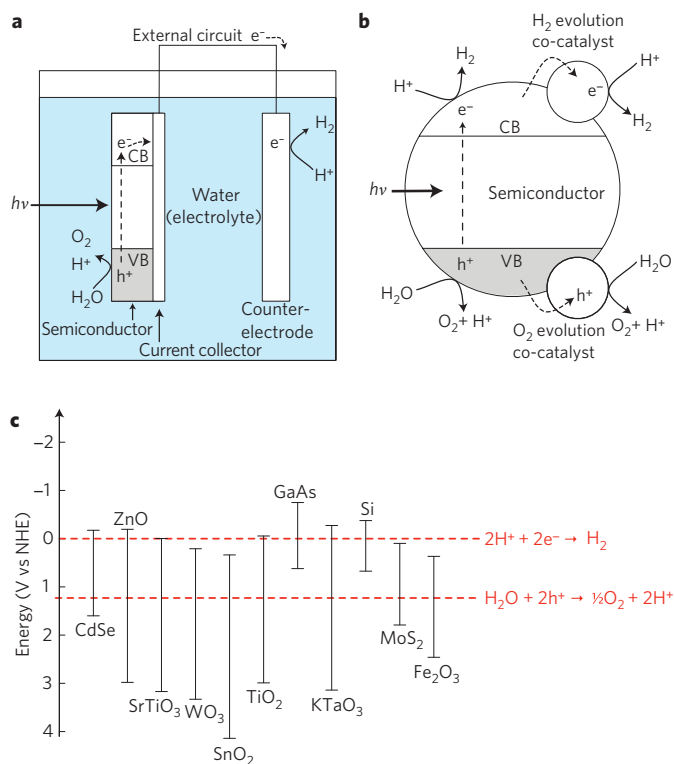 a
External circuit e⁻
e⁻
CB
hν
Water
(electrolyte)
e⁻
H₂
H⁺
O₂
H⁺
H₂O
VB
h⁺
Semiconductor
Current collector
Counter-
electrode
b
H₂ evolution
co-catalyst
H₂
H⁺
e⁻
e⁻
H⁺
H₂
CB
hν
Semiconductor
h⁺
VB
h⁺
H₂O
H₂O
O₂+ H⁺
O₂+ H⁺
O₂ evolution
co-catalyst
c
Energy (V vs NHE)
–2
–1
0
1
2
3
4
CdSe
ZnO
SrTiO₃
WO₃
SnO₂
TiO₂
GaAs
KTaO₃
Si
MoS₂
Fe₂O₃
2H⁺ + 2e⁻ → H₂
H₂O + 2h⁺ → ½O₂ + 2H⁺